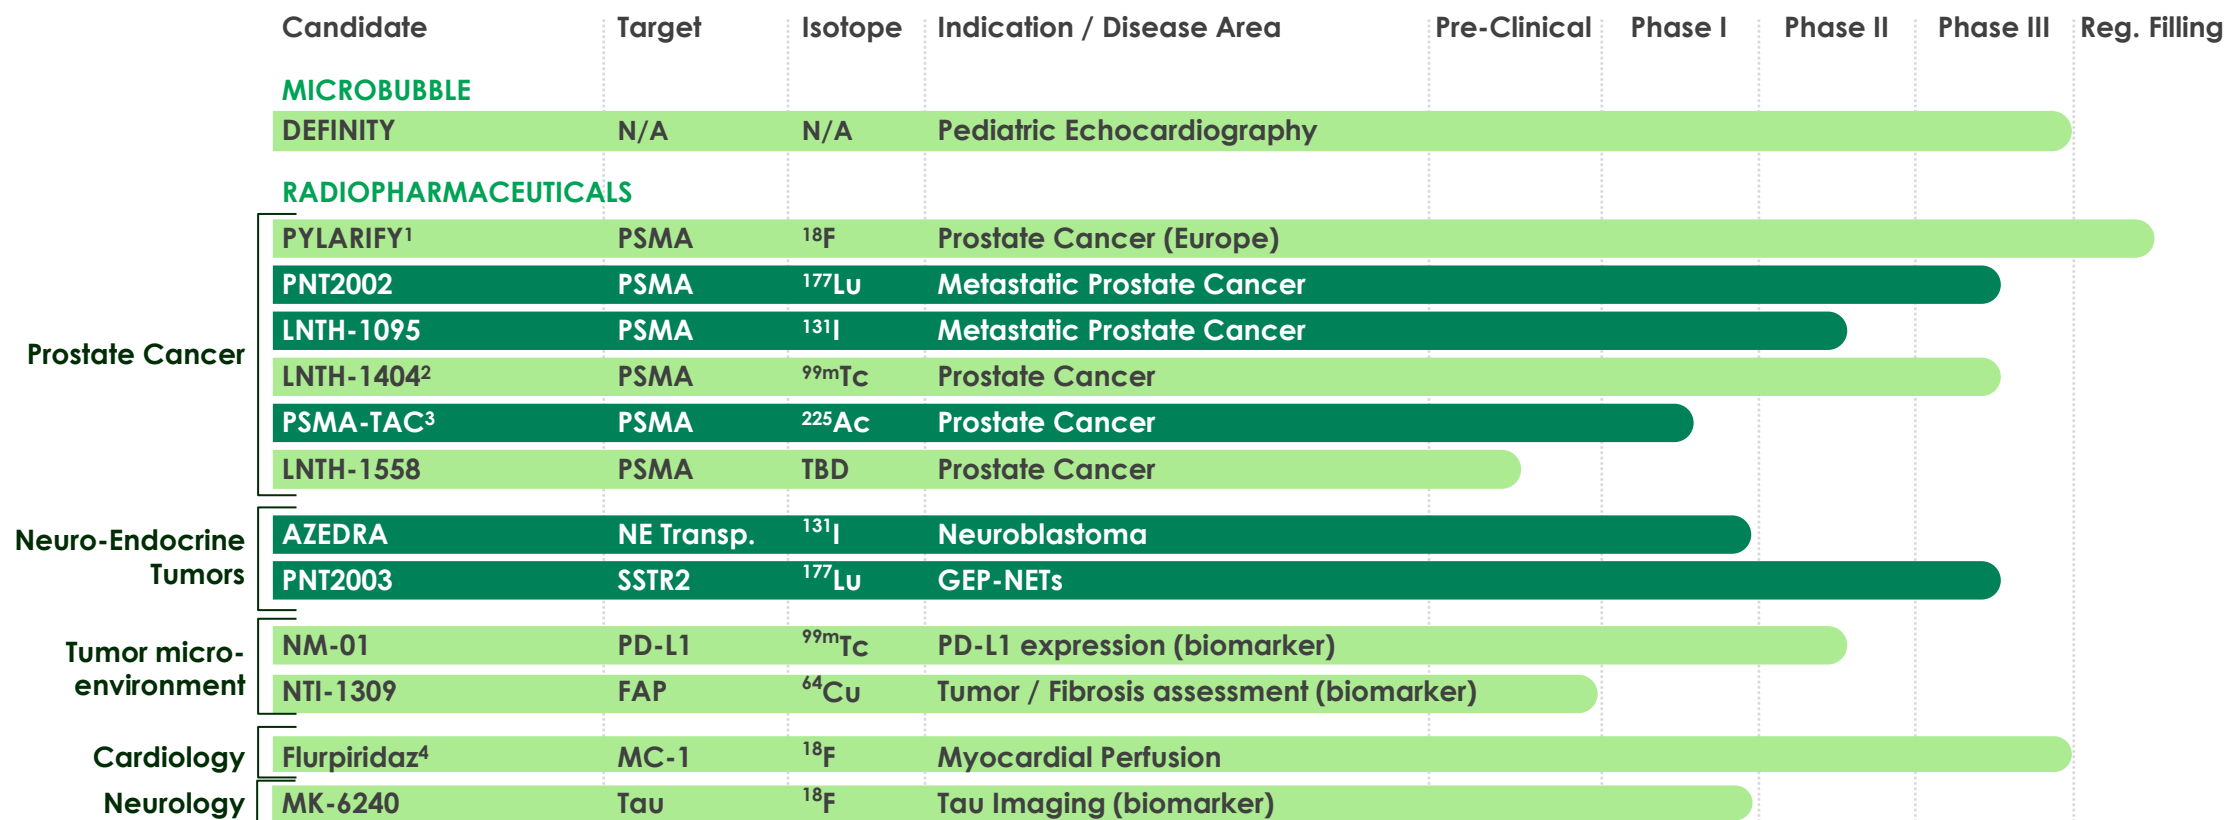 Candidate Target Isotope Indication / Disease Area Pre-Clinical Phase I Phase II Phase III Reg. Filling
MICROBUBBLE
DEFINITY N/A N/A Pediatric Echocardiography
RADIOPHARMACEUTICALS
Prostate Cancer
PYLARIFY¹ PSMA ¹⁸F Prostate Cancer (Europe)
PNT2002 PSMA ¹⁷⁷Lu Metastatic Prostate Cancer
LNTH-1095 PSMA ¹³¹I Metastatic Prostate Cancer
LNTH-1404² PSMA ⁹⁹ᵐTc Prostate Cancer
PSMA-TAC³ PSMA ²²⁵Ac Prostate Cancer
LNTH-1558 PSMA TBD Prostate Cancer
Neuro-Endocrine
Tumors
AZEDRA NE Transp. ¹³¹I Neuroblastoma
PNT2003 SSTR2 ¹⁷⁷Lu GEP-NETs
Tumor micro-
environment
NM-01 PD-L1 ⁹⁹ᵐTc PD-L1 expression (biomarker)
NTI-1309 FAP ⁶⁴Cu Tumor / Fibrosis assessment (biomarker)
Cardiology
Flurpiridaz⁴ MC-1 ¹⁸F Myocardial Perfusion
Neurology
MK-6240 Tau ¹⁸F Tau Imaging (biomarker)